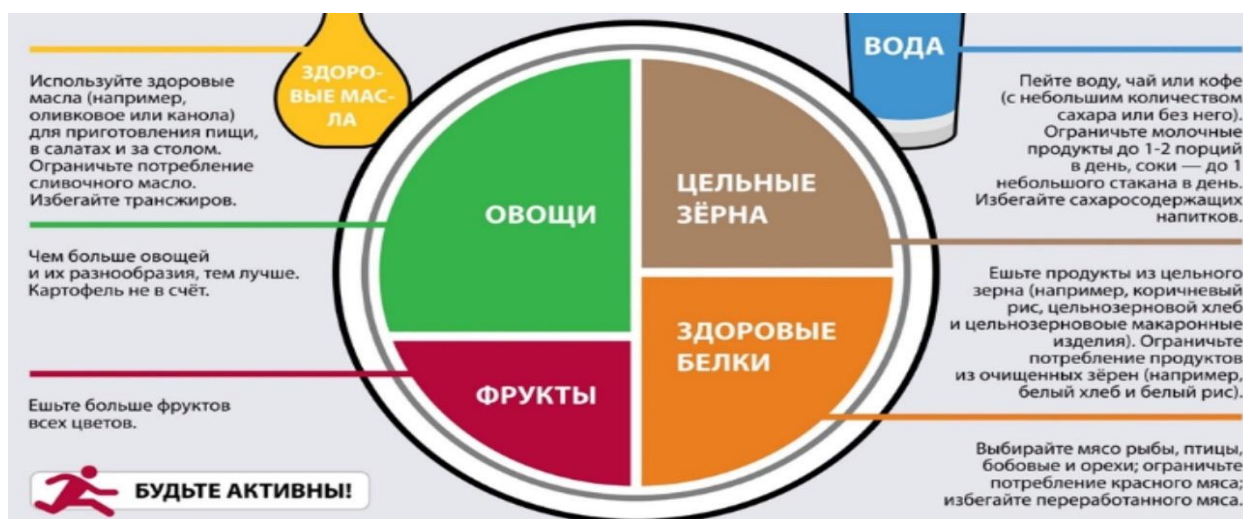 ЗДОРО-
ВЫЕ МАС-
ЛА
Используйте здоровые
масла (например,
оливковое или канола)
для приготовления пищи,
в салатах и за столом.
Ограничьте потребление
сливочного масло.
Избегайте трансжиров.
Чем больше овощей
и их разнообразия, тем лучше.
Картофель не в счёт.
Ешьте больше фруктов
всех цветов.
БУДЬТЕ АКТИВНЫ!
ОВОЩИ
ФРУКТЫ
ЦЕЛЬНЫЕ
ЗЁРНА
ЗДОРОВЫЕ
БЕЛКИ
ВОДА
Пейте воду, чай или кофе
(с небольшим количеством
сахара или без него).
Ограничьте молочные
продукты до 1-2 порций
в день, соки — до 1
небольшого стакана в день.
Избегайте сахаросодержащих
напитков.
Ешьте продукты из цельного
зерна (например, коричневый
рис, цельнозерновой хлеб
и цельнозерновоые макаронные
изделия). Ограничьте
потребление продуктов
из очищенных зёрен (например,
белый хлеб и белый рис).
Выбирайте мясо рыбы, птицы,
бобовые и орехи; ограничьте
потребление красного мяса;
избегайте переработанного мяса.